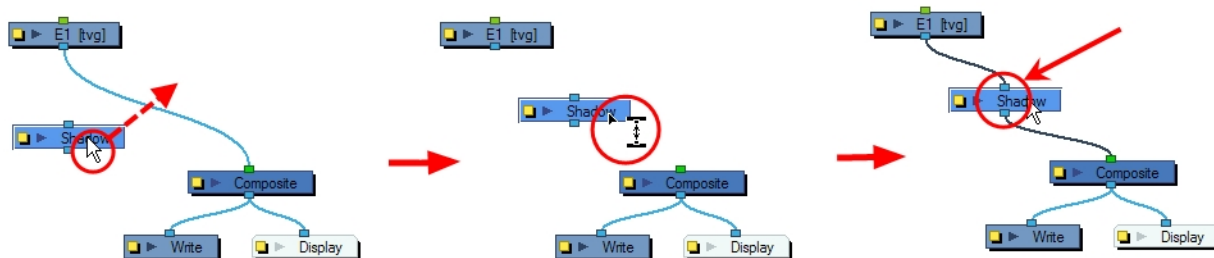 E1 [tvg]
Shadow
Composite
Write
Display
E1 [tvg]
Shadow
Composite
Write
Display
E1 [tvg]
Shadow
Composite
Write
Display